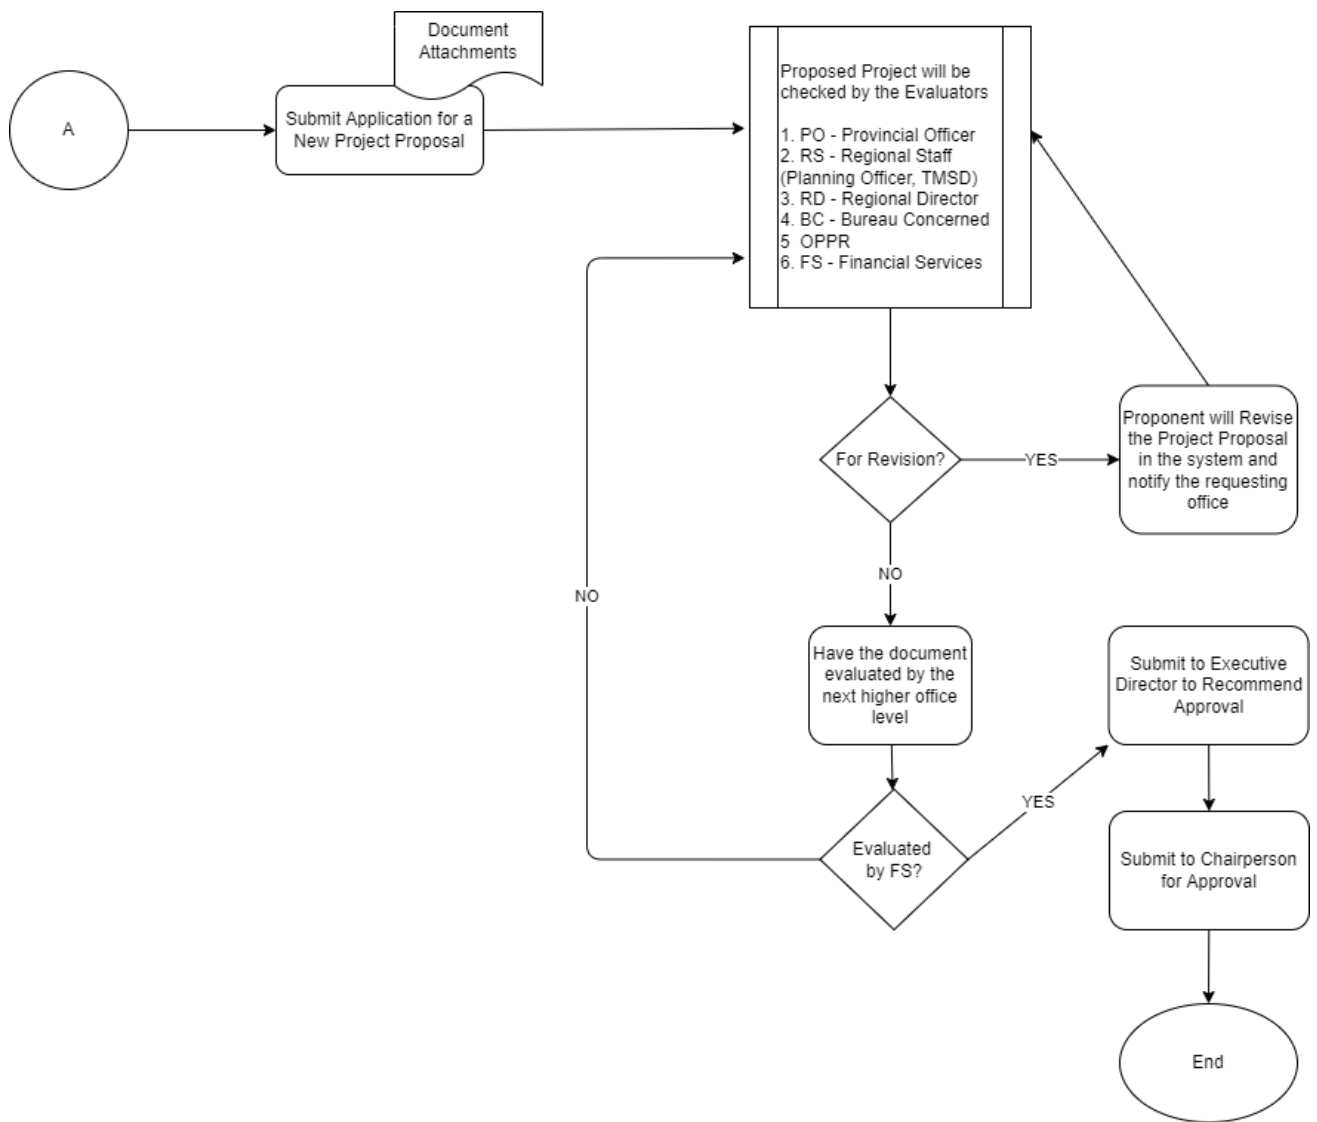 Document
Attachments
A
Submit Application for a
New Project Proposal
Proposed Project will be
checked by the Evaluators
1. PO - Provincial Officer
2. RS - Regional Staff
(Planning Officer, TMSD)
3. RD - Regional Director
4. BC - Bureau Concerned
5  OPPR
6. FS - Financial Services
For Revision?
YES
Proponent will Revise
the Project Proposal
in the system and
notify the requesting
office
NO
NO
Have the document
evaluated by the
next higher office
level
Submit to Executive
Director to Recommend
Approval
YES
Evaluated
by FS?
Submit to Chairperson
for Approval
End